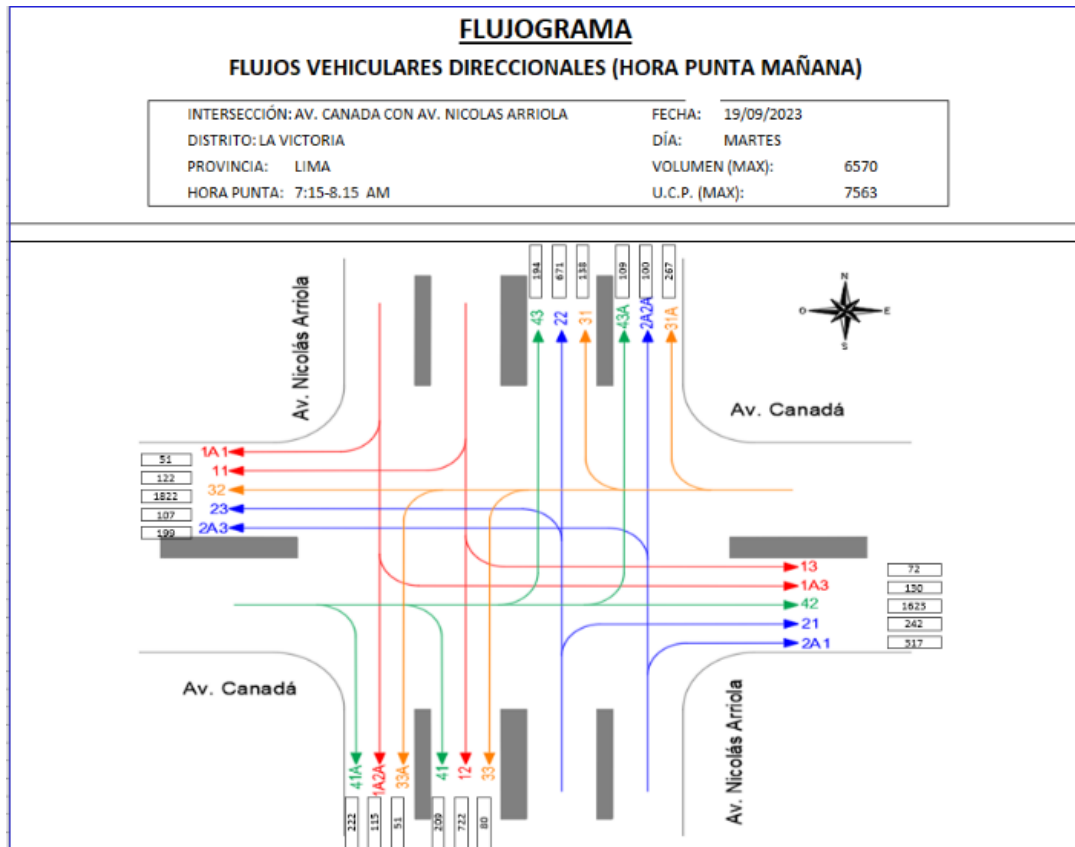 FLUJOGRAMA
FLUJOS VEHICULARES DIRECCIONALES (HORA PUNTA MAÑANA)
INTERSECCIÓN: AV. CANADA CON AV. NICOLAS ARRIOLA FECHA: 19/09/2023
DISTRITO: LA VICTORIA DÍA: MARTES
PROVINCIA: LIMA VOLUMEN (MAX): 6570
HORA PUNTA: 7:15-8.15 AM U.C.P. (MAX): 7563
194 671 138 109 100 267
43 22 31 43A 2A2A 31A
N
O E
S
Av. Nicolás Arriola
Av. Canadá
51 1A1
122 11
1822 32
107 23
199 2A3
13 72
1A3 130
42 1623
21 242
2A1 317
Av. Canadá
Av. Nicolás Arriola
41A 1A2A 33A 41 12 33
222 115 51 209 722 80